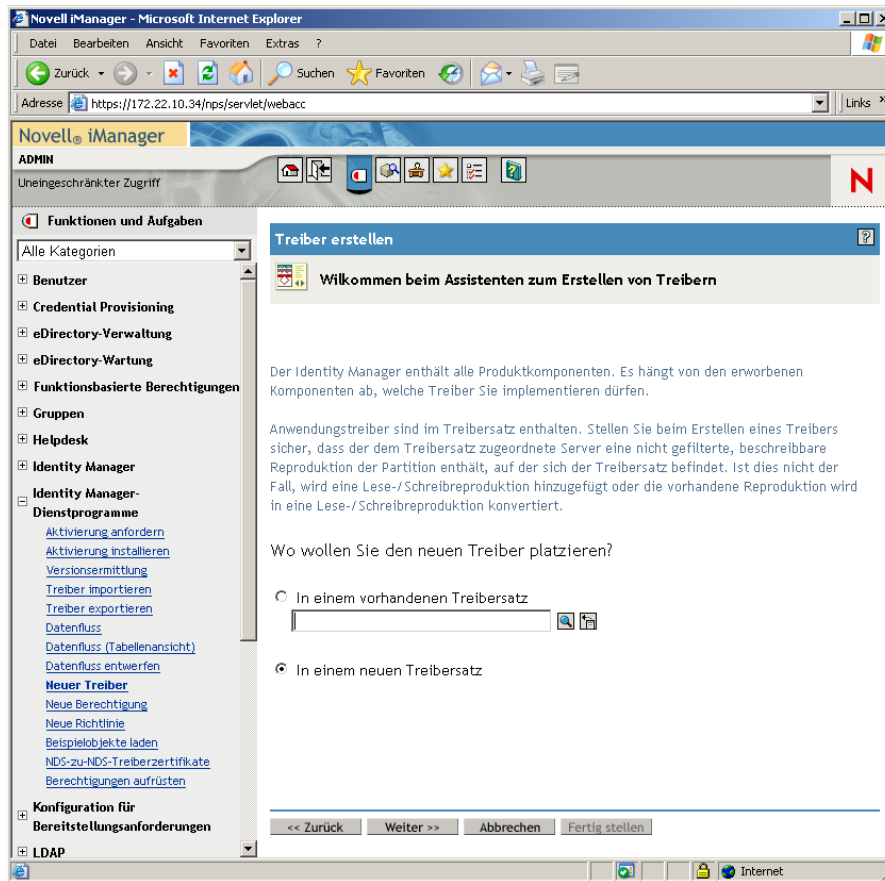 Novell iManager - Microsoft Internet Explorer
Datei Bearbeiten Ansicht Favoriten Extras ?
Zurück Suchen Favoriten
Adresse https://172.22.10.34/nps/servlet/webacc Links »
Novell® iManager
ADMIN
Uneingeschränkter Zugriff
N
Funktionen und Aufgaben
Alle Kategorien
Benutzer
Credential Provisioning
eDirectory-Verwaltung
eDirectory-Wartung
Funktionsbasierte Berechtigungen
Gruppen
Helpdesk
Identity Manager
Identity Manager-
Dienstprogramme
Aktivierung anfordern
Aktivierung installieren
Versionsermittlung
Treiber importieren
Treiber exportieren
Datenfluss
Datenfluss (Tabellenansicht)
Datenfluss entwerfen
Neuer Treiber
Neue Berechtigung
Neue Richtlinie
Beispielobjekte laden
NDS-zu-NDS-Treiberzertifikate
Berechtigungen aufrüsten
Konfiguration für
Bereitstellungsanforderungen
LDAP
Treiber erstellen ?
Wilkommen beim Assistenten zum Erstellen von Treibern
Der Identity Manager enthält alle Produktkomponenten. Es hängt von den erworbenen
Komponenten ab, welche Treiber Sie implementieren dürfen.
Anwendungstreiber sind im Treibersatz enthalten. Stellen Sie beim Erstellen eines Treibers
sicher, dass der dem Treibersatz zugeordnete Server eine nicht gefilterte, beschreibbare
Reproduktion der Partition enthält, auf der sich der Treibersatz befindet. Ist dies nicht der
Fall, wird eine Lese-/Schreibreproduktion hinzugefügt oder die vorhandene Reproduktion wird
in eine Lese-/Schreibreproduktion konvertiert.
Wo wollen Sie den neuen Treiber platzieren?
In einem vorhandenen Treibersatz
In einem neuen Treibersatz
<< Zurück Weiter >> Abbrechen Fertig stellen
Internet